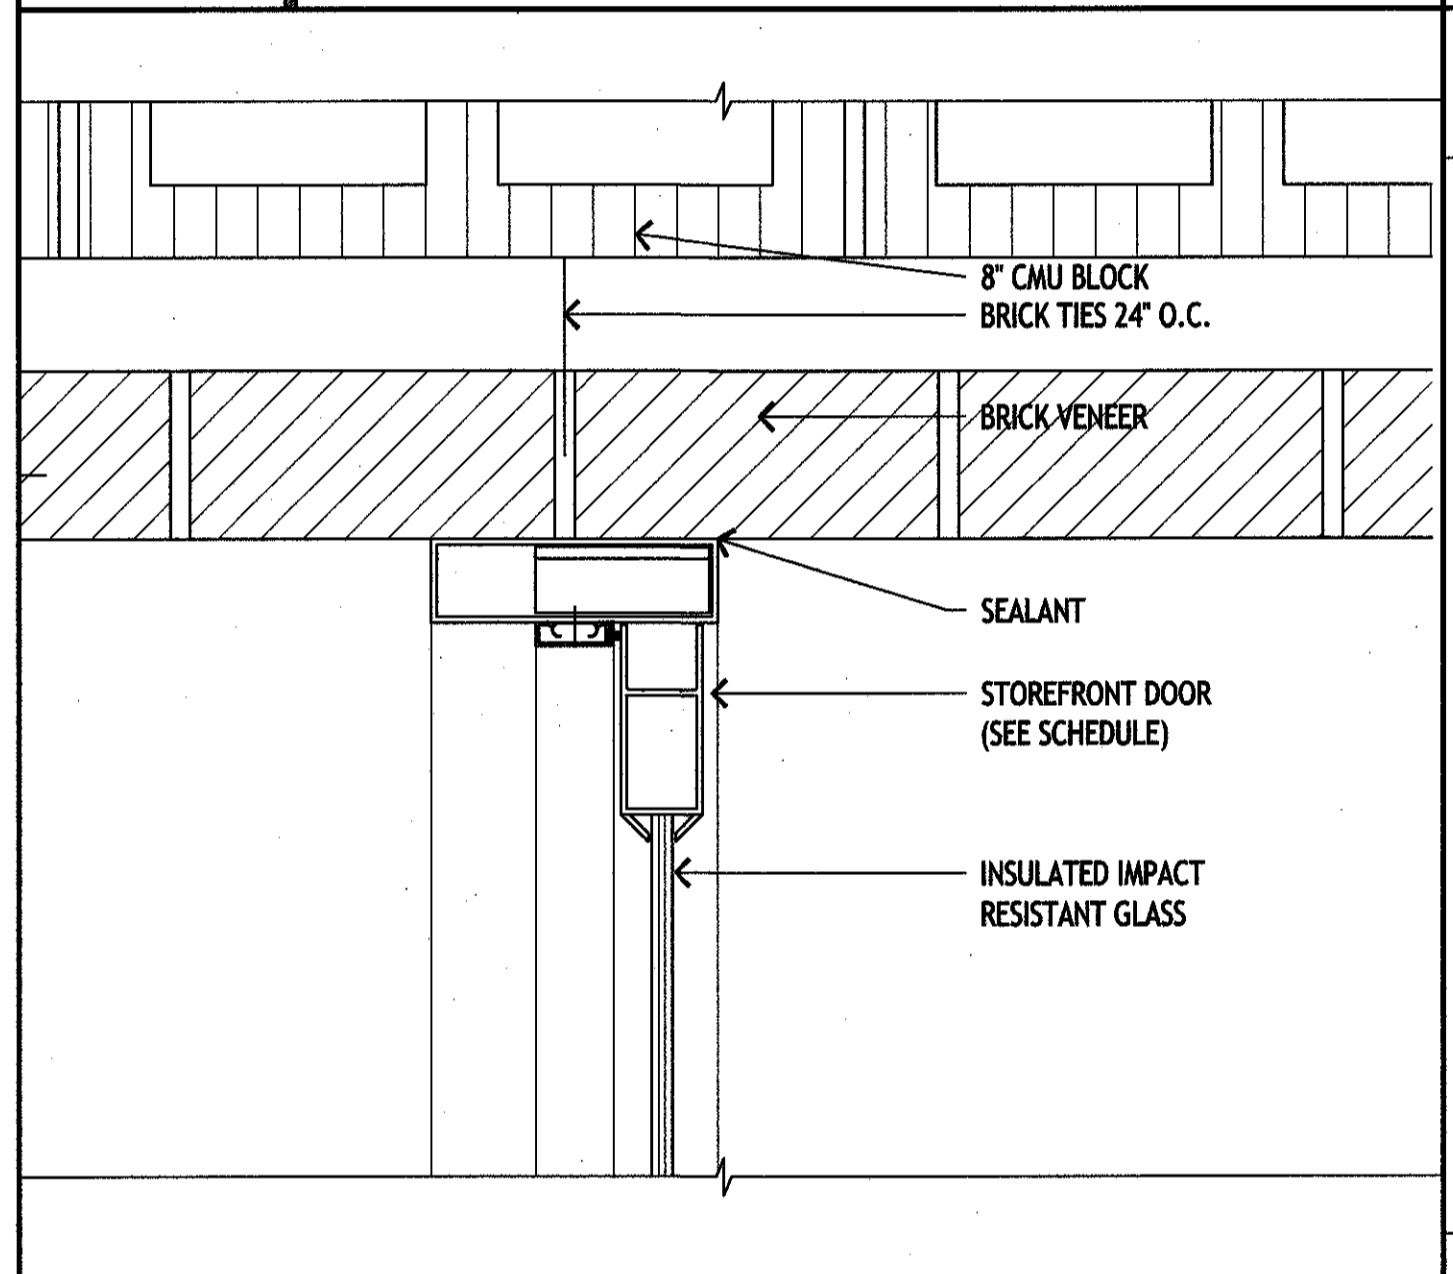 8" CMU BLOCK
BRICK TIES 24" O.C.
BRICK VENEER
SEALANT
STOREFRONT DOOR
(SEE SCHEDULE)
INSULATED IMPACT
RESISTANT GLASS